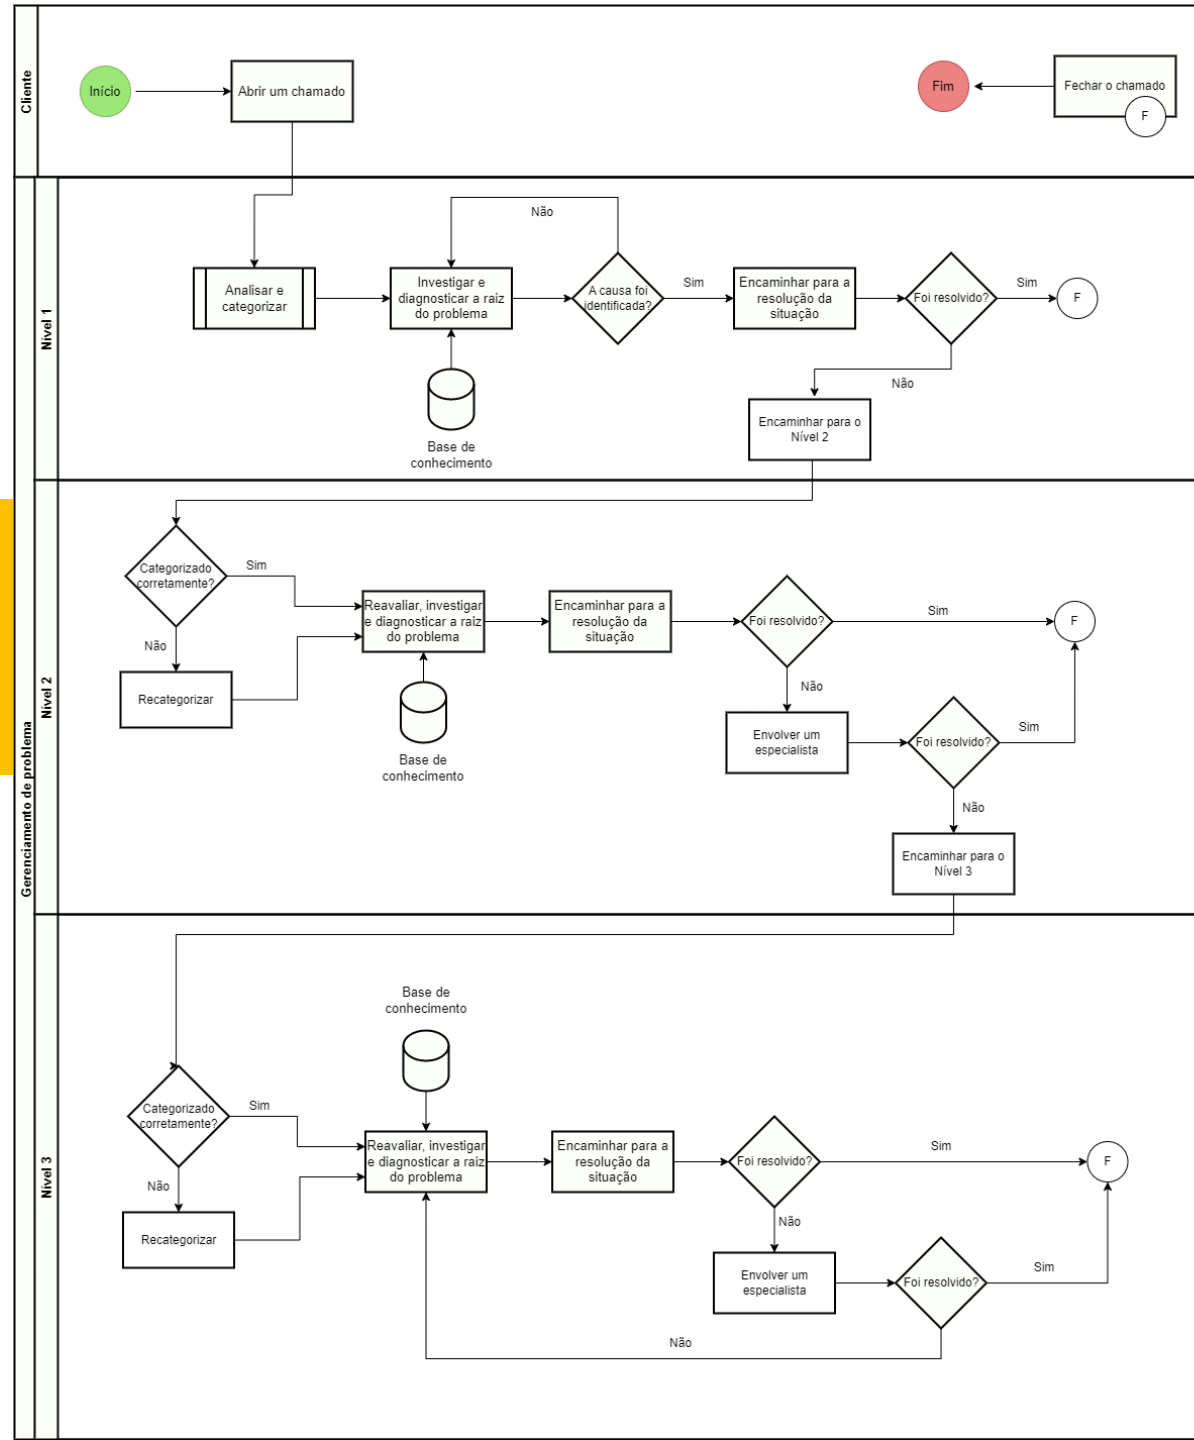 Cliente
Início
Abrir um chamado
Fim
Fechar o chamado
F
Gerenciamento de problema
Nível 1
Não
Analisar e
categorizar
Investigar e
diagnosticar a raiz
do problema
A causa foi
identificada?
Sim
Encaminhar para a
resolução da
situação
Foi resolvido?
Sim
F
Não
Base de
conhecimento
Encaminhar para o
Nível 2
Nível 2
Categorizado
corretamente?
Sim
Não
Recategorizar
Reavaliar, investigar
e diagnosticar a raiz
do problema
Base de
conhecimento
Encaminhar para a
resolução da
situação
Foi resolvido?
Sim
F
Não
Envolver um
especialista
Foi resolvido?
Sim
Não
Encaminhar para o
Nível 3
Nível 3
Base de
conhecimento
Categorizado
corretamente?
Sim
Não
Recategorizar
Reavaliar, investigar
e diagnosticar a raiz
do problema
Encaminhar para a
resolução da
situação
Foi resolvido?
Sim
F
Não
Envolver um
especialista
Foi resolvido?
Sim
Não